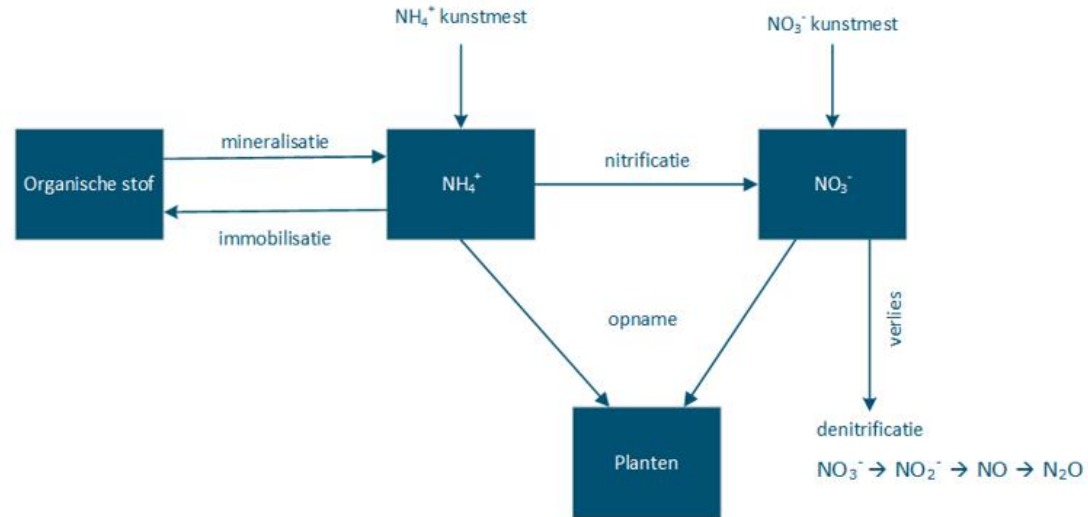 NH₄⁺ kunstmest
NO₃⁻ kunstmest
mineralisatie
nitrificatie
Organische stof
NH₄⁺
NO₃⁻
immobilisatie
opname
verlies
Planten
denitrificatie
NO₃⁻ → NO₂⁻ → NO → N₂O